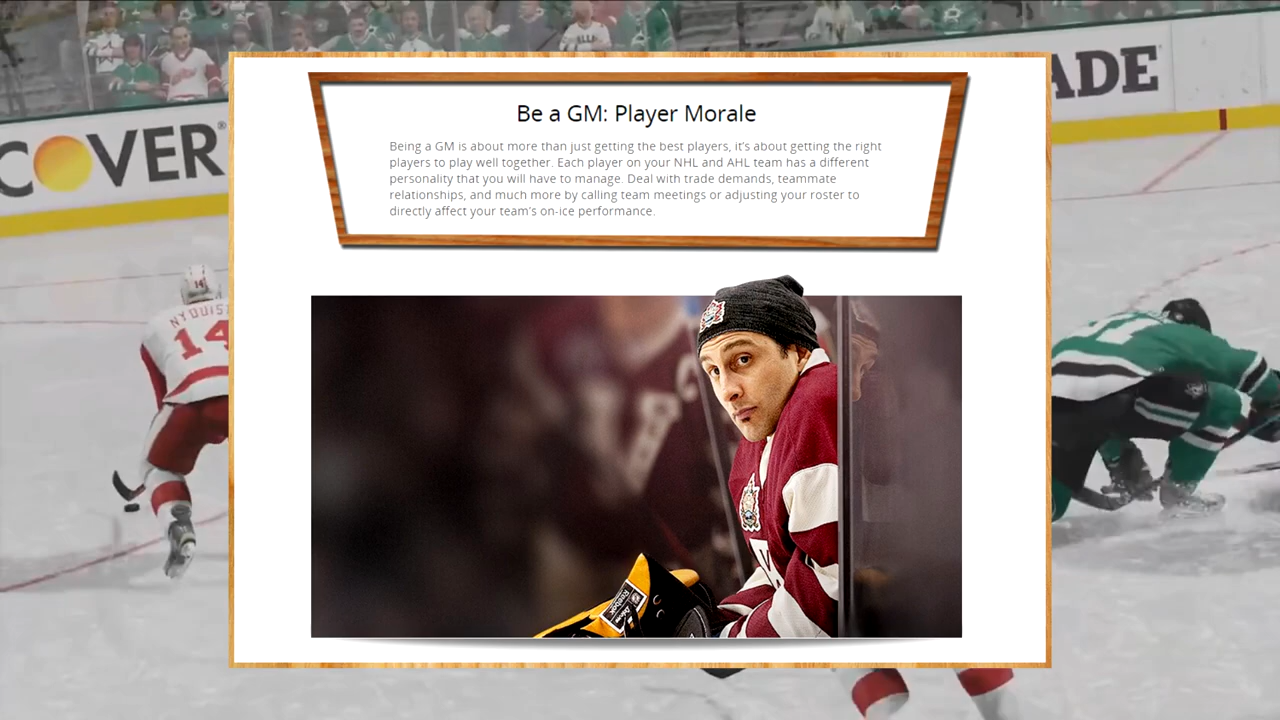 COVER
ADE
Be a GM: Player Morale
Being a GM is about more than just getting the best players, it's about getting the right
players to play well together. Each player on your NHL and AHL team has a different
personality that you will have to manage. Deal with trade demands, teammate
relationships, and much more by calling team meetings or adjusting your roster to
directly affect your team's on-ice performance.
14
NYQUIST
14
C
V
Reebok